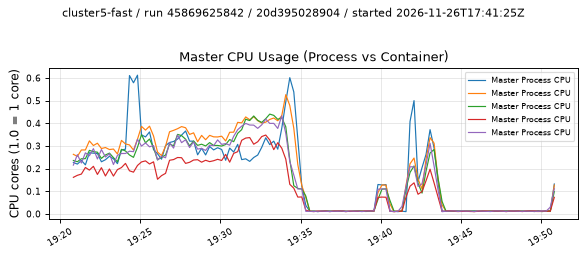 cluster5-fast / run 45869625842 / 20d395028904 / started 2026-11-26T17:41:25Z
Master CPU Usage (Process vs Container)
CPU cores (1.0 = 1 core)
0.6
0.5
0.4
0.3
0.2
0.1
0.0
Master Process CPU
Master Process CPU
Master Process CPU
Master Process CPU
Master Process CPU
19:20
19:25
19:30
19:35
19:40
19:45
19:50